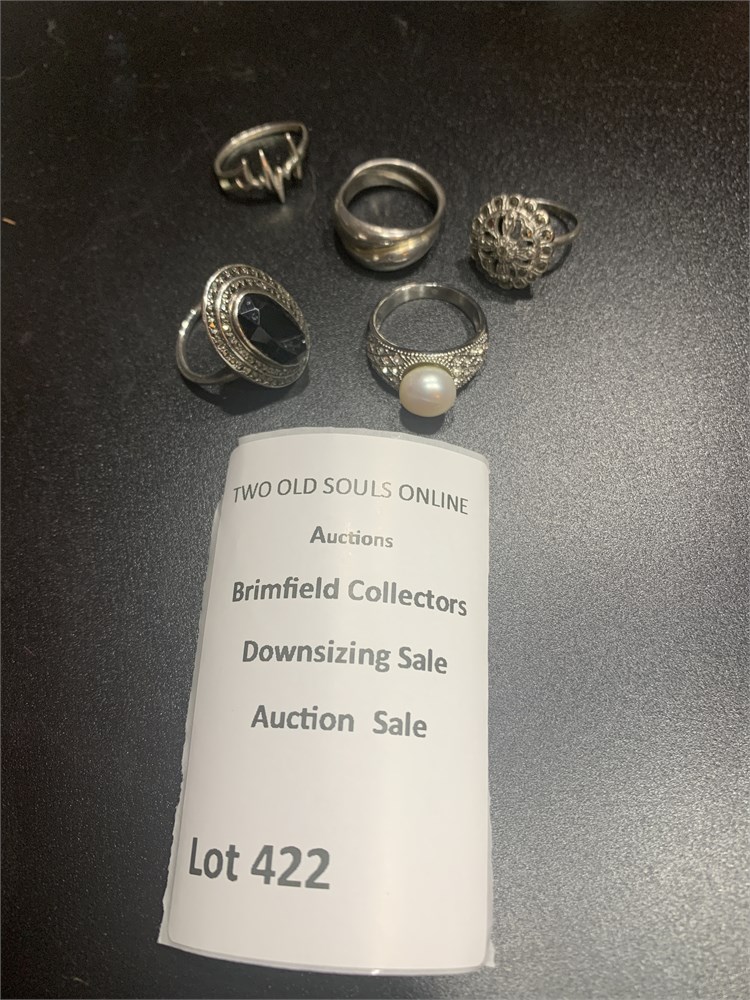 TWO OLD SOULS ONLINE
Auctions
Brimfield Collectors
Downsizing Sale
Auction Sale
Lot 422